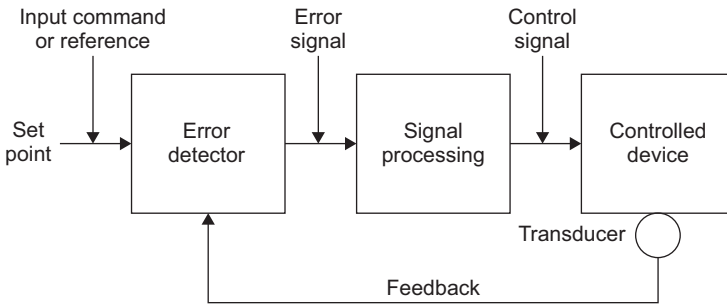 Input command
or reference
Error
signal
Control
signal
Set
point
Error
detector
Signal
processing
Controlled
device
Transducer
Feedback